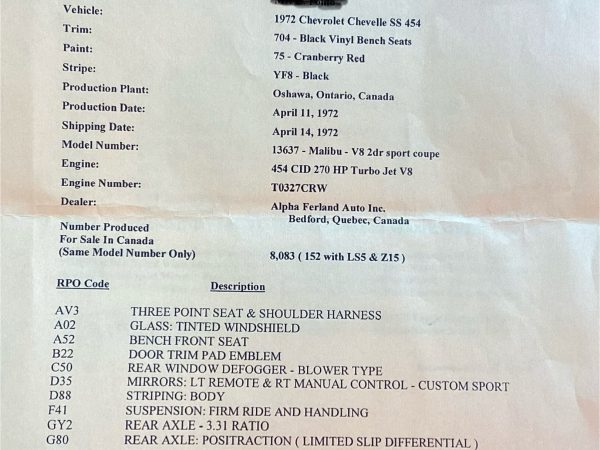 Vehicle: 1972 Chevrolet Chevelle SS 454
Trim: 704 - Black Vinyl Bench Seats
Paint: 75 - Cranberry Red
Stripe: YF8 - Black
Production Plant: Oshawa, Ontario, Canada
Production Date: April 11, 1972
Shipping Date: April 14, 1972
Model Number: 13637 - Malibu - V8 2dr sport coupe
Engine: 454 CID 270 HP Turbo Jet V8
Engine Number: T0327CRW
Dealer: Alpha Ferland Auto Inc.
Bedford, Quebec, Canada
Number Produced
For Sale In Canada
(Same Model Number Only) 8,083 ( 152 with LS5 & Z15 )
RPO Code Description
AV3 THREE POINT SEAT & SHOULDER HARNESS
A02 GLASS: TINTED WINDSHIELD
A52 BENCH FRONT SEAT
B22 DOOR TRIM PAD EMBLEM
C50 REAR WINDOW DEFOGGER - BLOWER TYPE
D35 MIRRORS: LT REMOTE & RT MANUAL CONTROL - CUSTOM SPORT
D88 STRIPING: BODY
F41 SUSPENSION: FIRM RIDE AND HANDLING
GY2 REAR AXLE - 3.31 RATIO
G80 REAR AXLE: POSITRACTION ( LIMITED SLIP DIFFERENTIAL )